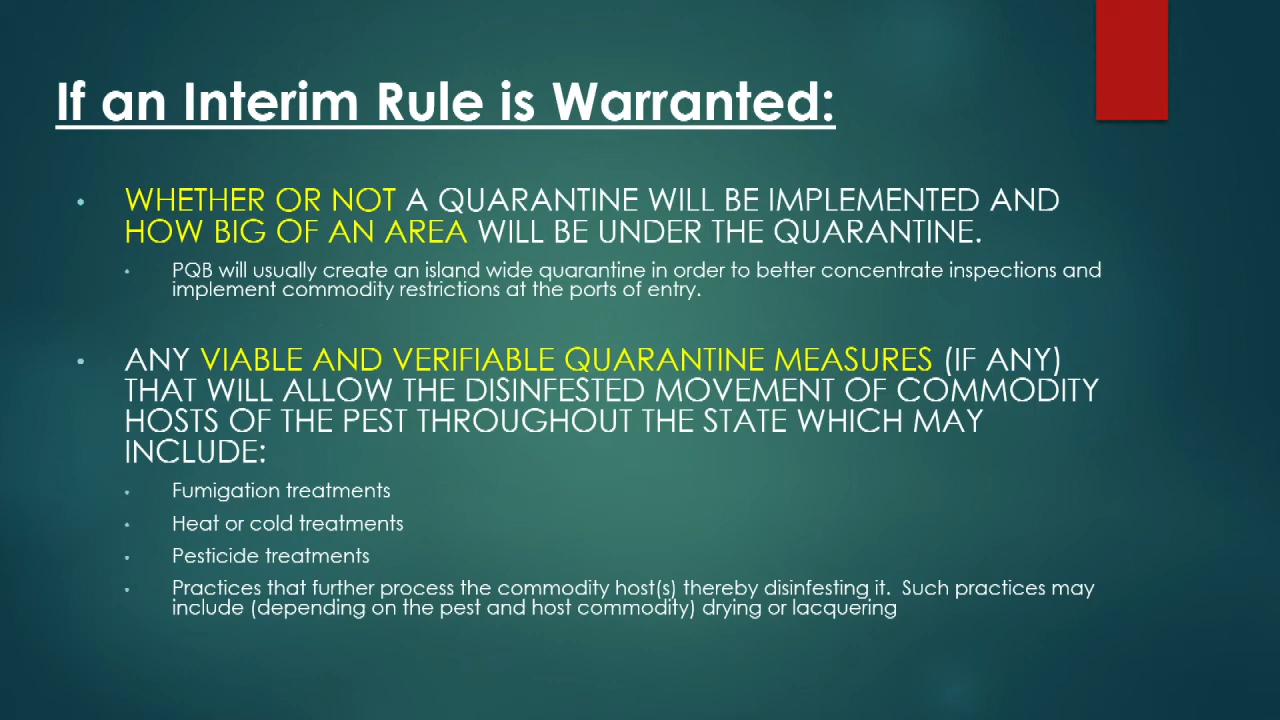 If an Interim Rule is Warranted:
• WHETHER OR NOT A QUARANTINE WILL BE IMPLEMENTED AND
HOW BIG OF AN AREA WILL BE UNDER THE QUARANTINE.
• PQB will usually create an island wide quarantine in order to better concentrate inspections and
implement commodity restrictions at the ports of entry.
• ANY VIABLE AND VERIFIABLE QUARANTINE MEASURES (IF ANY)
THAT WILL ALLOW THE DISINFESTED MOVEMENT OF COMMODITY
HOSTS OF THE PEST THROUGHOUT THE STATE WHICH MAY
INCLUDE:
• Fumigation treatments
• Heat or cold treatments
• Pesticide treatments
• Practices that further process the commodity host(s) thereby disinfesting it.  Such practices may
include (depending on the pest and host commodity) drying or lacquering